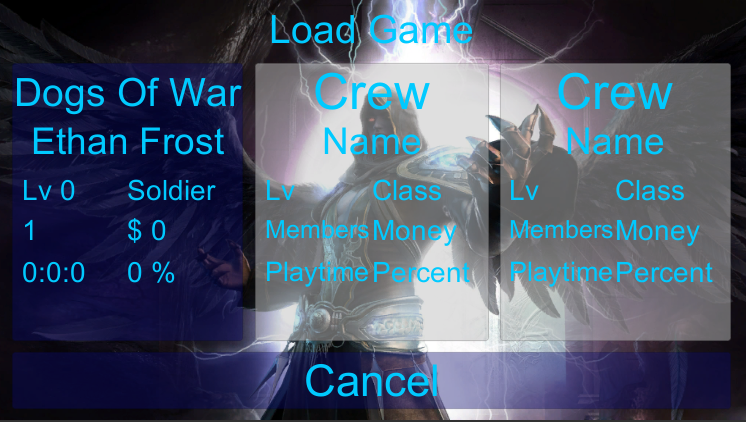 Load Game
Dogs Of War
Ethan Frost
Lv 0 Soldier
1 $ 0
0:0:0 0 %
Crew
Name
Lv Class
Members Money
Playtime Percent
Crew
Name
Lv Class
Members Money
Playtime Percent
Cancel